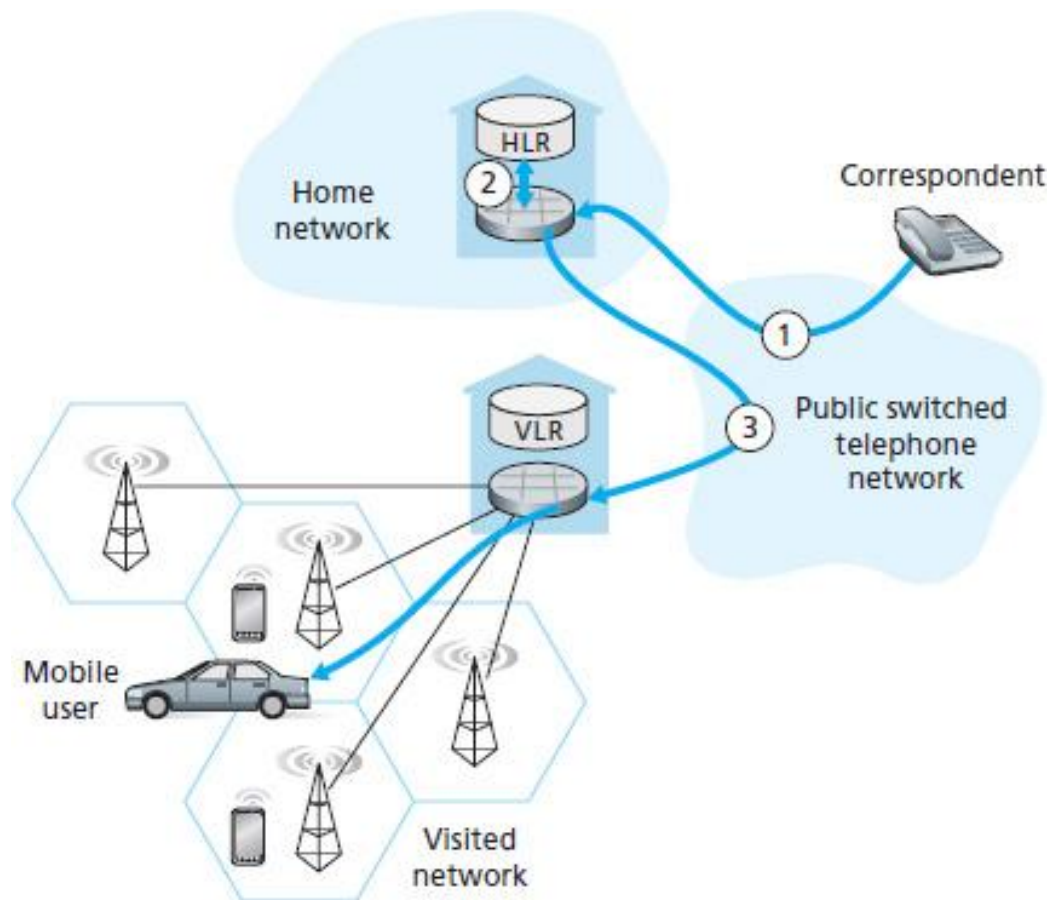 HLR
2
Home
network
Correspondent
1
VLR
3
Public switched
telephone
network
Mobile
user
Visited
network